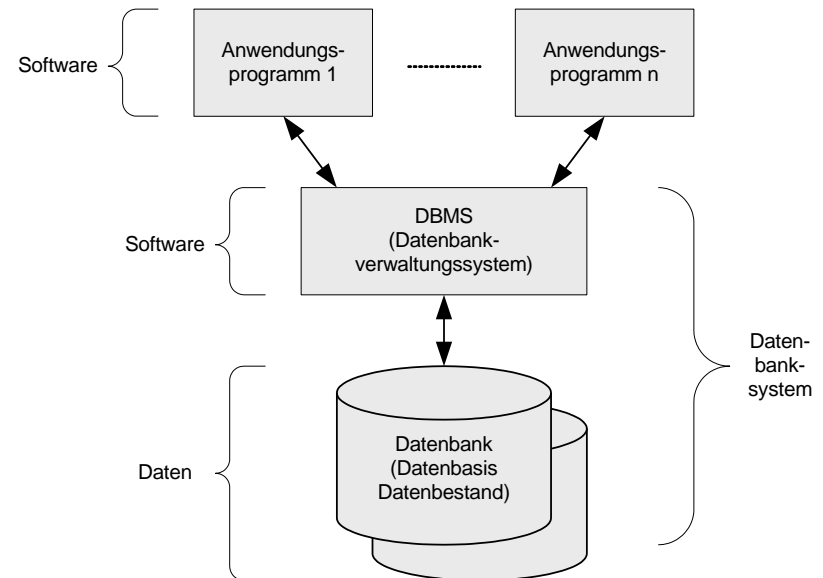 Software
Anwendungs-
programm 1
Anwendungs-
programm n
Software
DBMS
(Datenbank-
verwaltungssystem)
Daten-
bank-
system
Daten
Datenbank
(Datenbasis
Datenbestand)